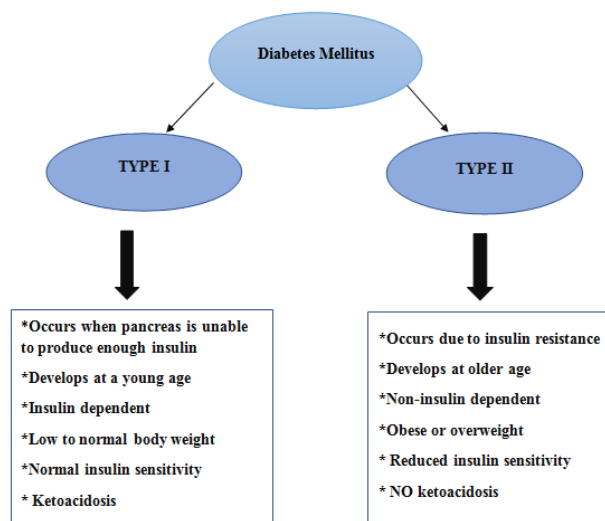 Diabetes Mellitus
TYPE I
TYPE II
*Occurs when pancreas is unable
to produce enough insulin
*Develops at a young age
*Insulin dependent
*Low to normal body weight
*Normal insulin sensitivity
* Ketoacidosis
*Occurs due to insulin resistance
*Develops at older age
*Non-insulin dependent
*Obese or overweight
* Reduced insulin sensitivity
* NO ketoacidosis